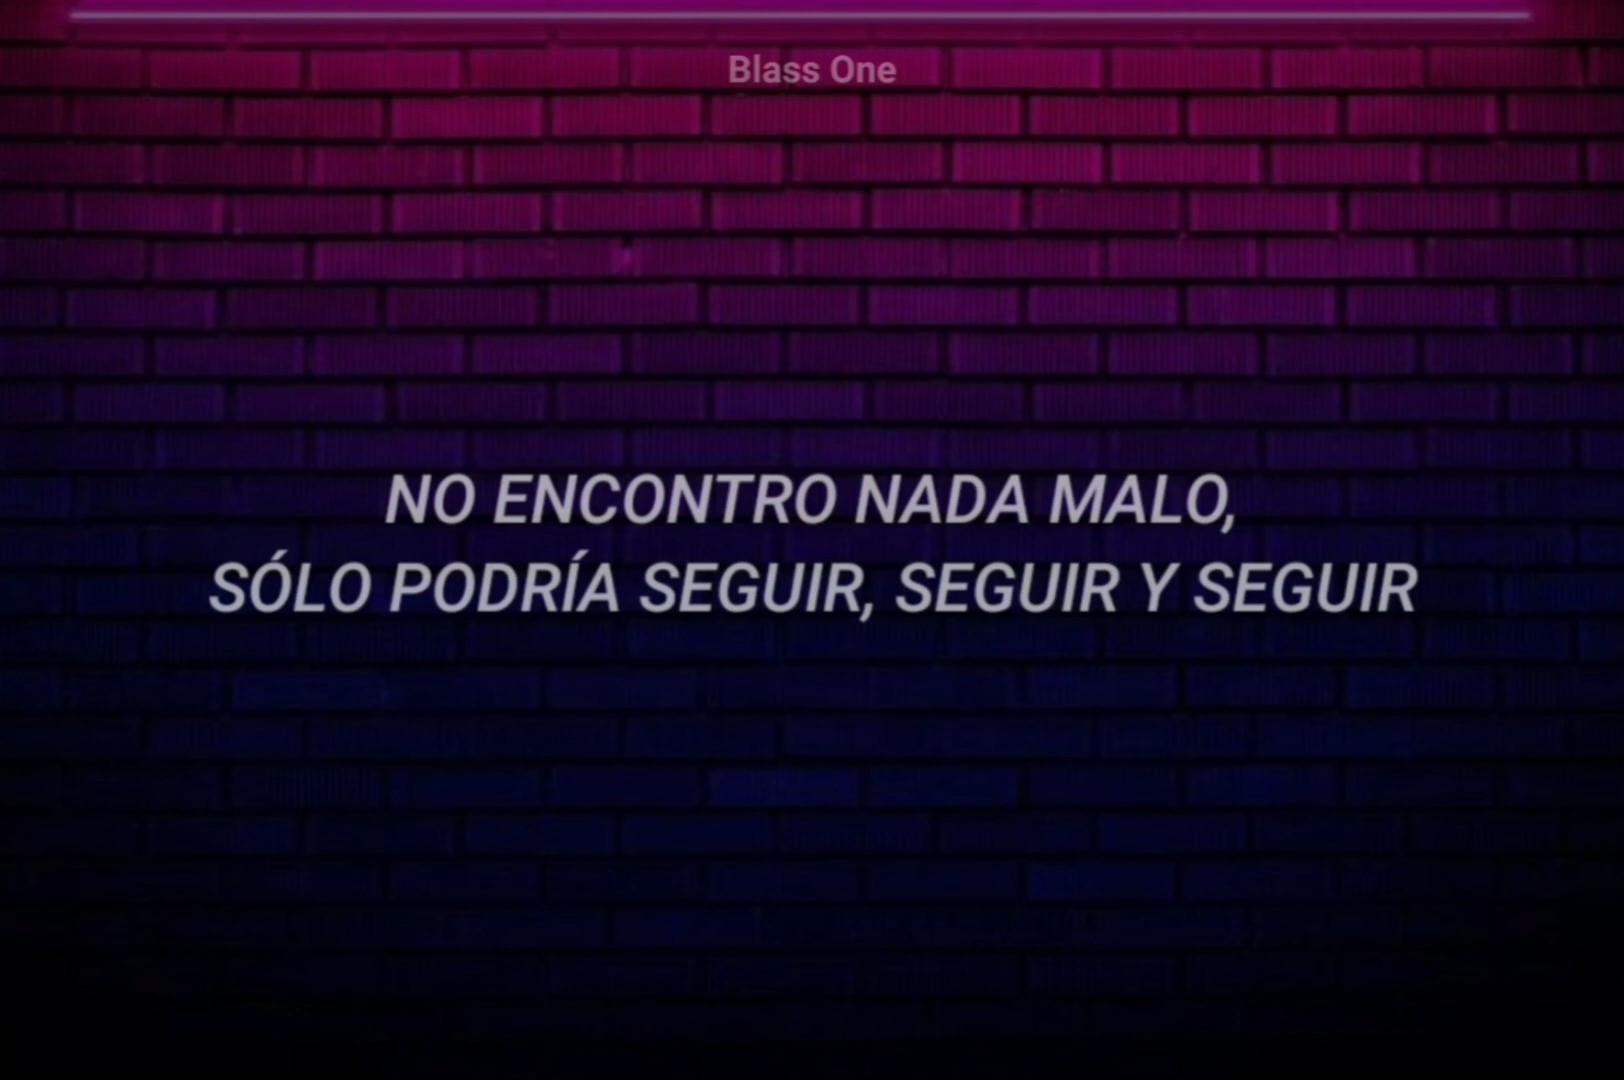 Blass One
NO ENCONTRO NADA MALO,
SÓLO PODRÍA SEGUIR, SEGUIR Y SEGUIR